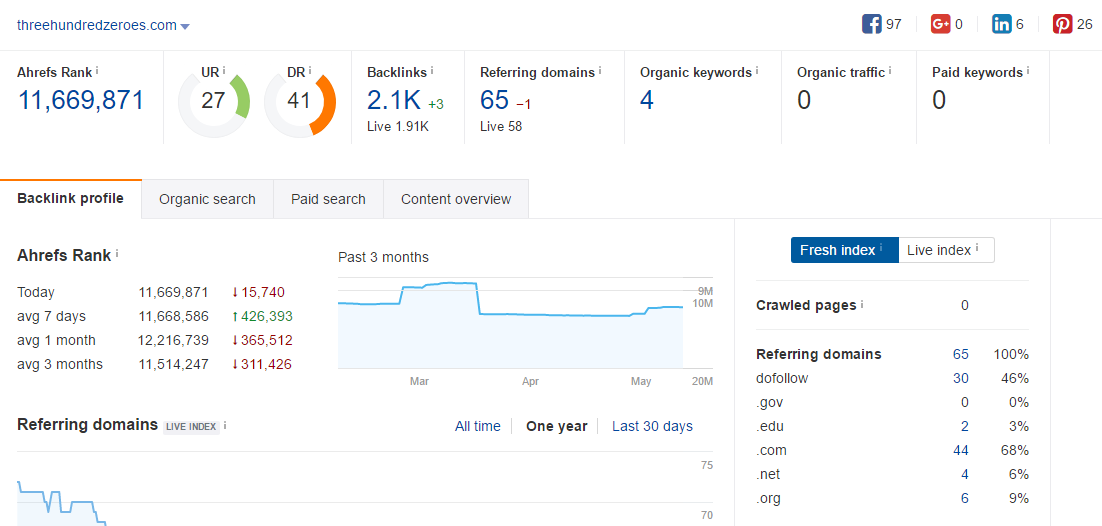 threehundredzeroes.com
97
0
6
26
Ahrefs Rank i
11,669,871
UR i
27
DR i
41
Backlinks i
2.1K +3
Live 1.91K
Referring domains i
65 −1
Live 58
Organic keywords i
4
Organic traffic i
0
Paid keywords i
0
Backlink profile
Organic search
Paid search
Content overview
Ahrefs Rank i
Today 11,669,871 ↓15,740
avg 7 days 11,668,586 ↑426,393
avg 1 month 12,216,739 ↓365,512
avg 3 months 11,514,247 ↓311,426
Past 3 months
9M
10M
20M
Mar Apr May
Referring domains LIVE INDEX i
All time One year Last 30 days
75
70
Fresh index i Live index i
Crawled pages i 0
Referring domains 65 100%
dofollow 30 46%
.gov 0 0%
.edu 2 3%
.com 44 68%
.net 4 6%
.org 6 9%